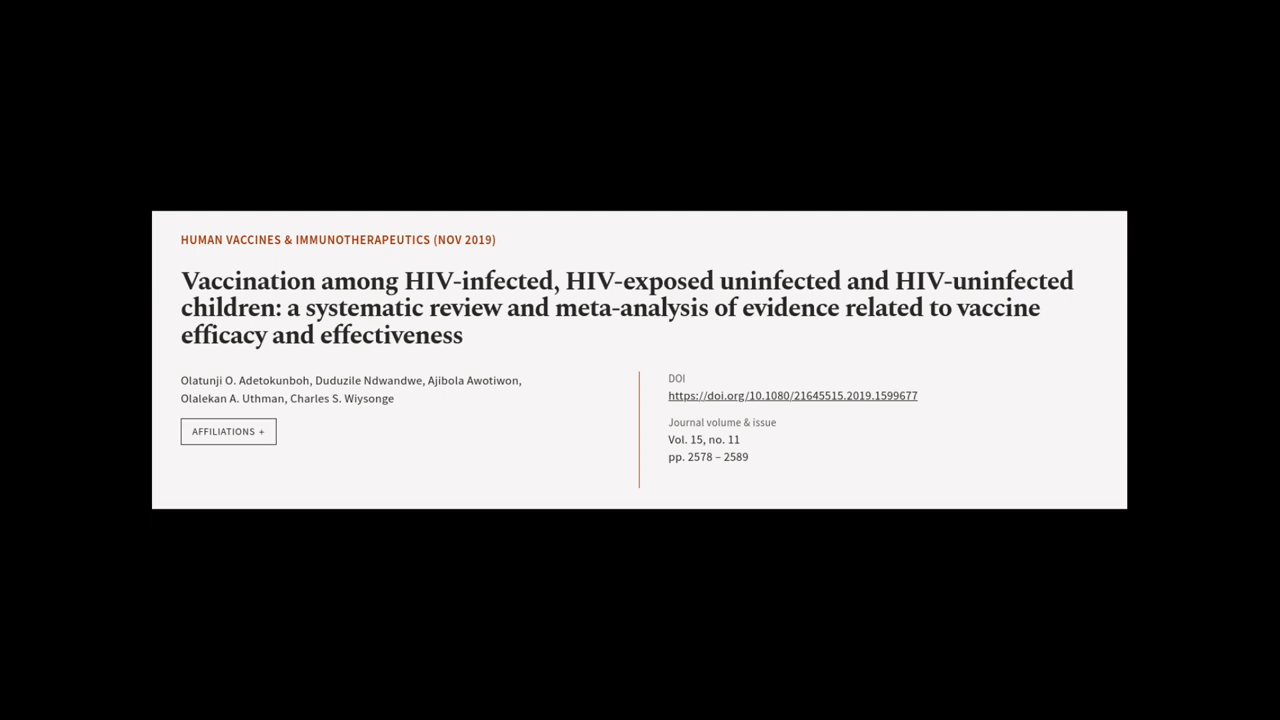 HUMAN VACCINES & IMMUNOTHERAPEUTICS (NOV 2019)
Vaccination among HIV-infected, HIV-exposed uninfected and HIV-uninfected
children: a systematic review and meta-analysis of evidence related to vaccine
efficacy and effectiveness
Olatunji O. Adetokunboh, Duduzile Ndwandwe, Ajibola Awotiwon,
Olalekan A. Uthman, Charles S. Wiysonge
AFFILIATIONS +
DOI
https://doi.org/10.1080/21645515.2019.1599677
Journal volume & issue
Vol. 15, no. 11
pp. 2578 – 2589